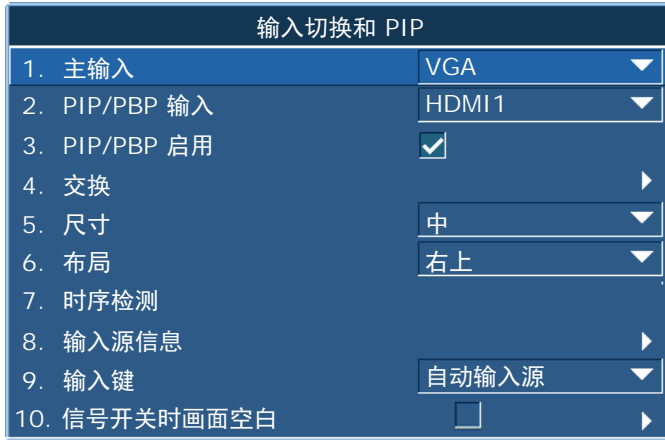 输入切换和 PIP
1. 主输入 VGA
2. PIP/PBP 输入 HDMI1
3. PIP/PBP 启用
4. 交换
5. 尺寸 中
6. 布局 右上
7. 时序检测
8. 输入源信息
9. 输入键 自动输入源
10. 信号开关时画面空白